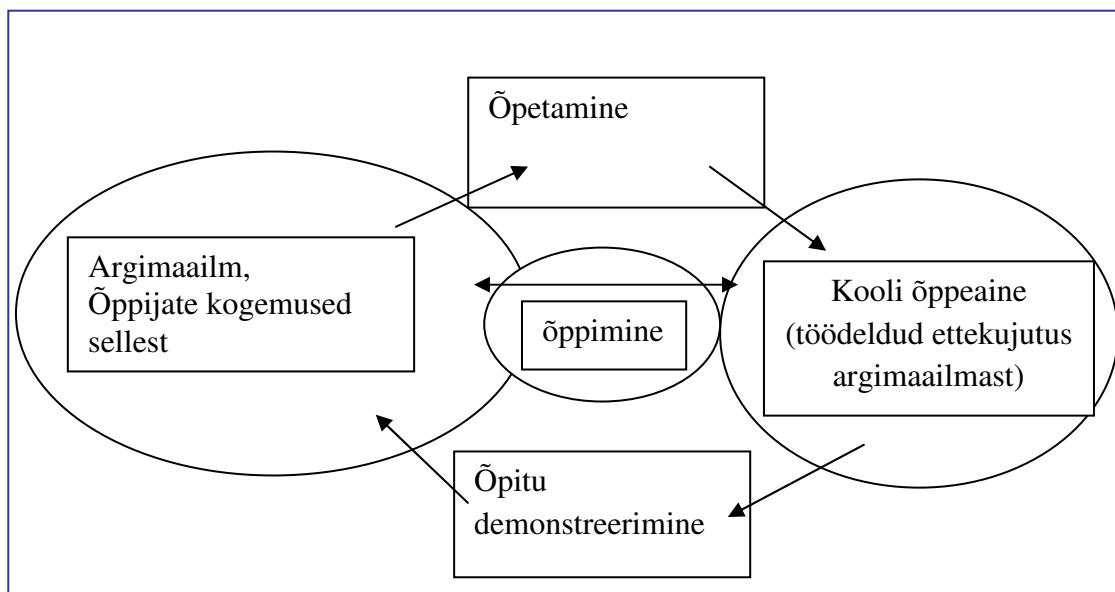 Õpetamine
Argimaailm,
Õppijate kogemused
sellest
õppimine
Kooli õppeaine
(töödeldud ettekujutus
argimaailmast)
Õpitu
demonstreerimine